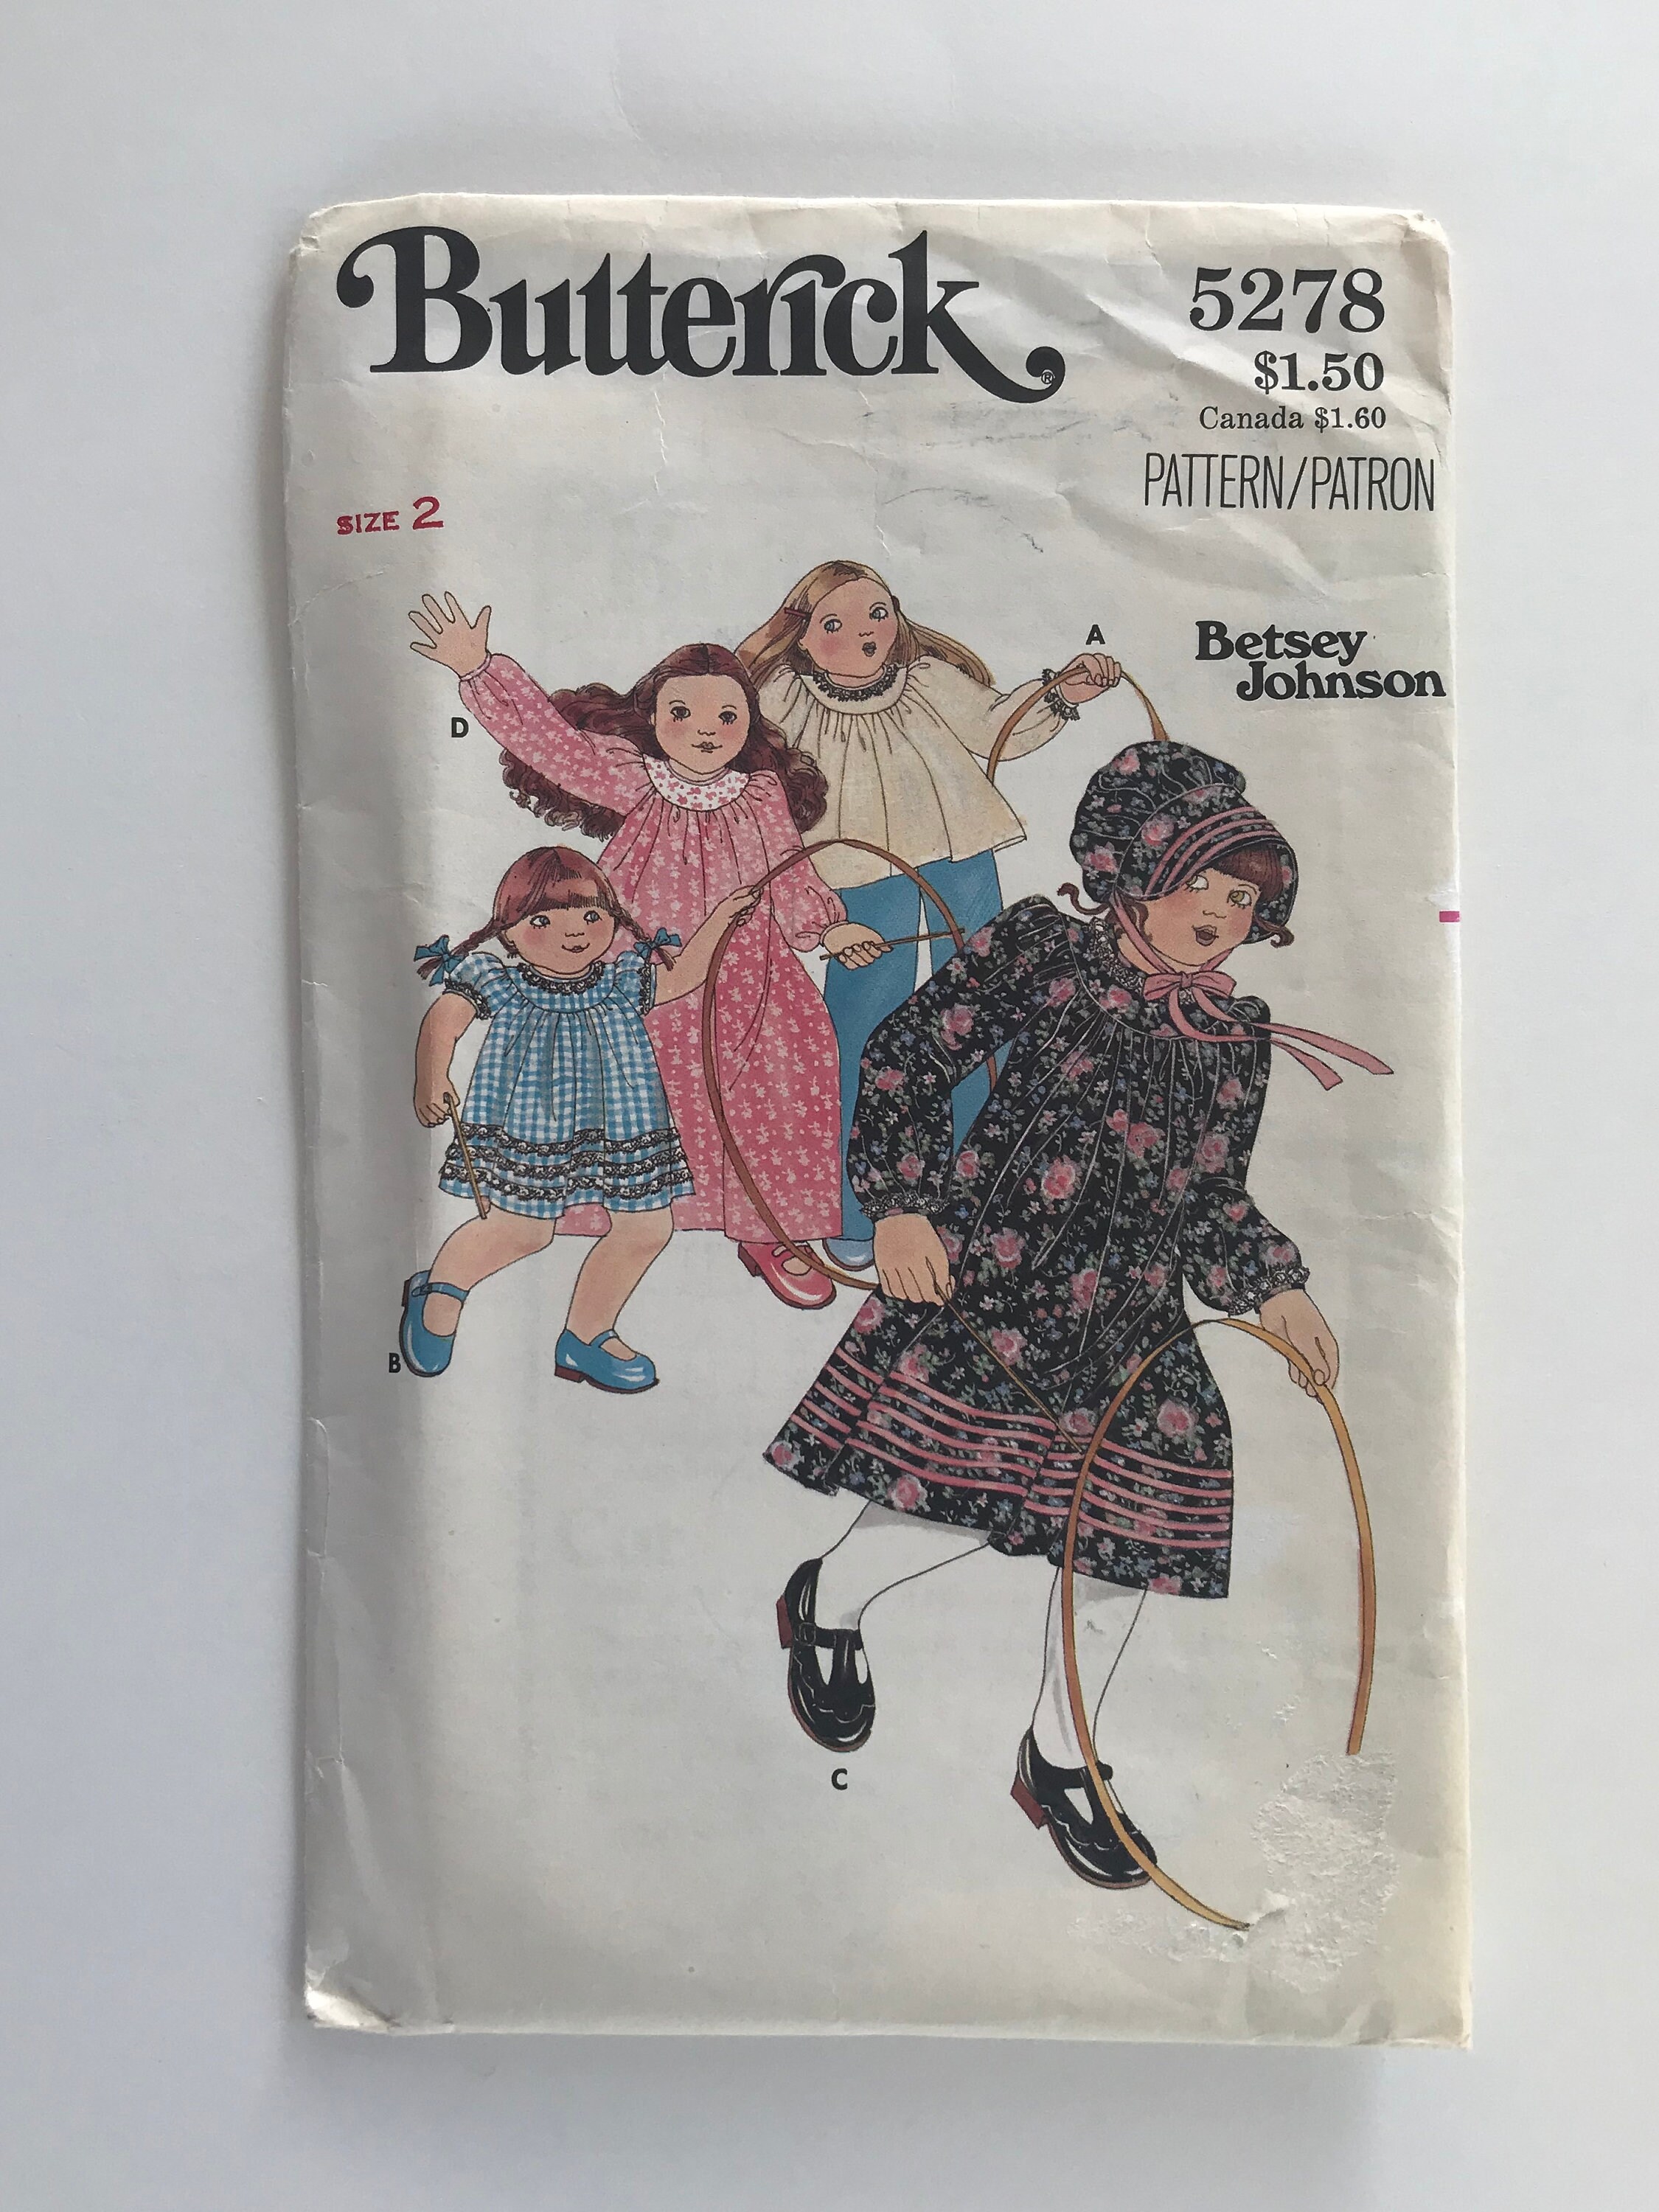 Butterick®
5278
$1.50
Canada $1.60
PATTERN/PATRON
SIZE 2
Betsey
Johnson
A
D
B
C